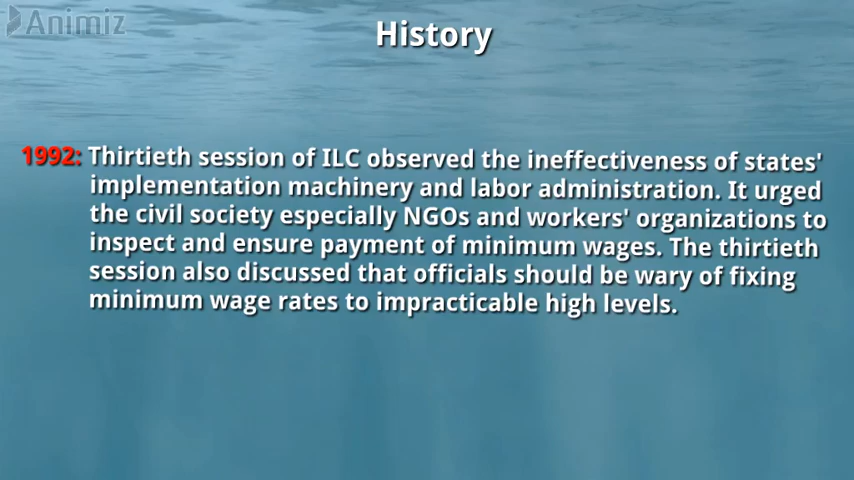 Animiz
History
1992: Thirtieth session of ILC observed the ineffectiveness of states'
implementation machinery and labor administration. It urged
the civil society especially NGOs and workers' organizations to
inspect and ensure payment of minimum wages. The thirtieth
session also discussed that officials should be wary of fixing
minimum wage rates to impracticable high levels.